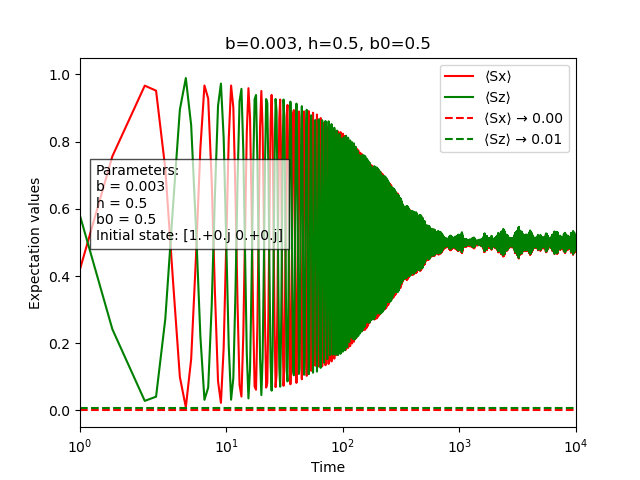 b=0.003, h=0.5, b0=0.5
1.0
0.8
0.6
0.4
0.2
0.0
Expectation values
Parameters:
b = 0.003
h = 0.5
b0 = 0.5
Initial state: [1.+0.j 0.+0.j]
⟨Sx⟩
⟨Sz⟩
⟨Sx⟩ → 0.00
⟨Sz⟩ → 0.01
10⁰ 10¹ 10² 10³ 10⁴
Time